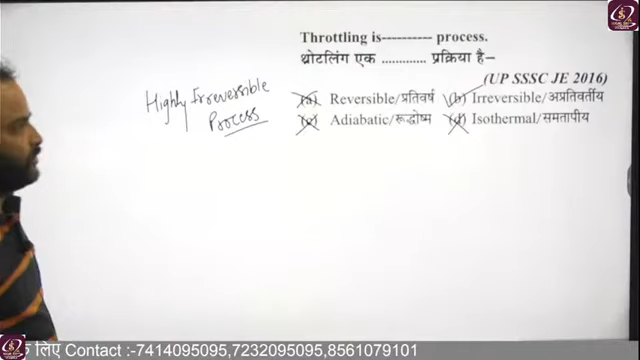 Throttling is---------- process.
थ्रोटलिंग एक ............. प्रक्रिया है–
(UP SSSC JE 2016)
(a) Reversible/प्रतिवर्ष (b) Irreversible/अप्रतिवर्तीय
(c) Adiabatic/रूद्धोष्म (d) Isothermal/समतापीय
Highly Irreversible
Process
के लिए Contact :-7414095095,7232095095,8561079101